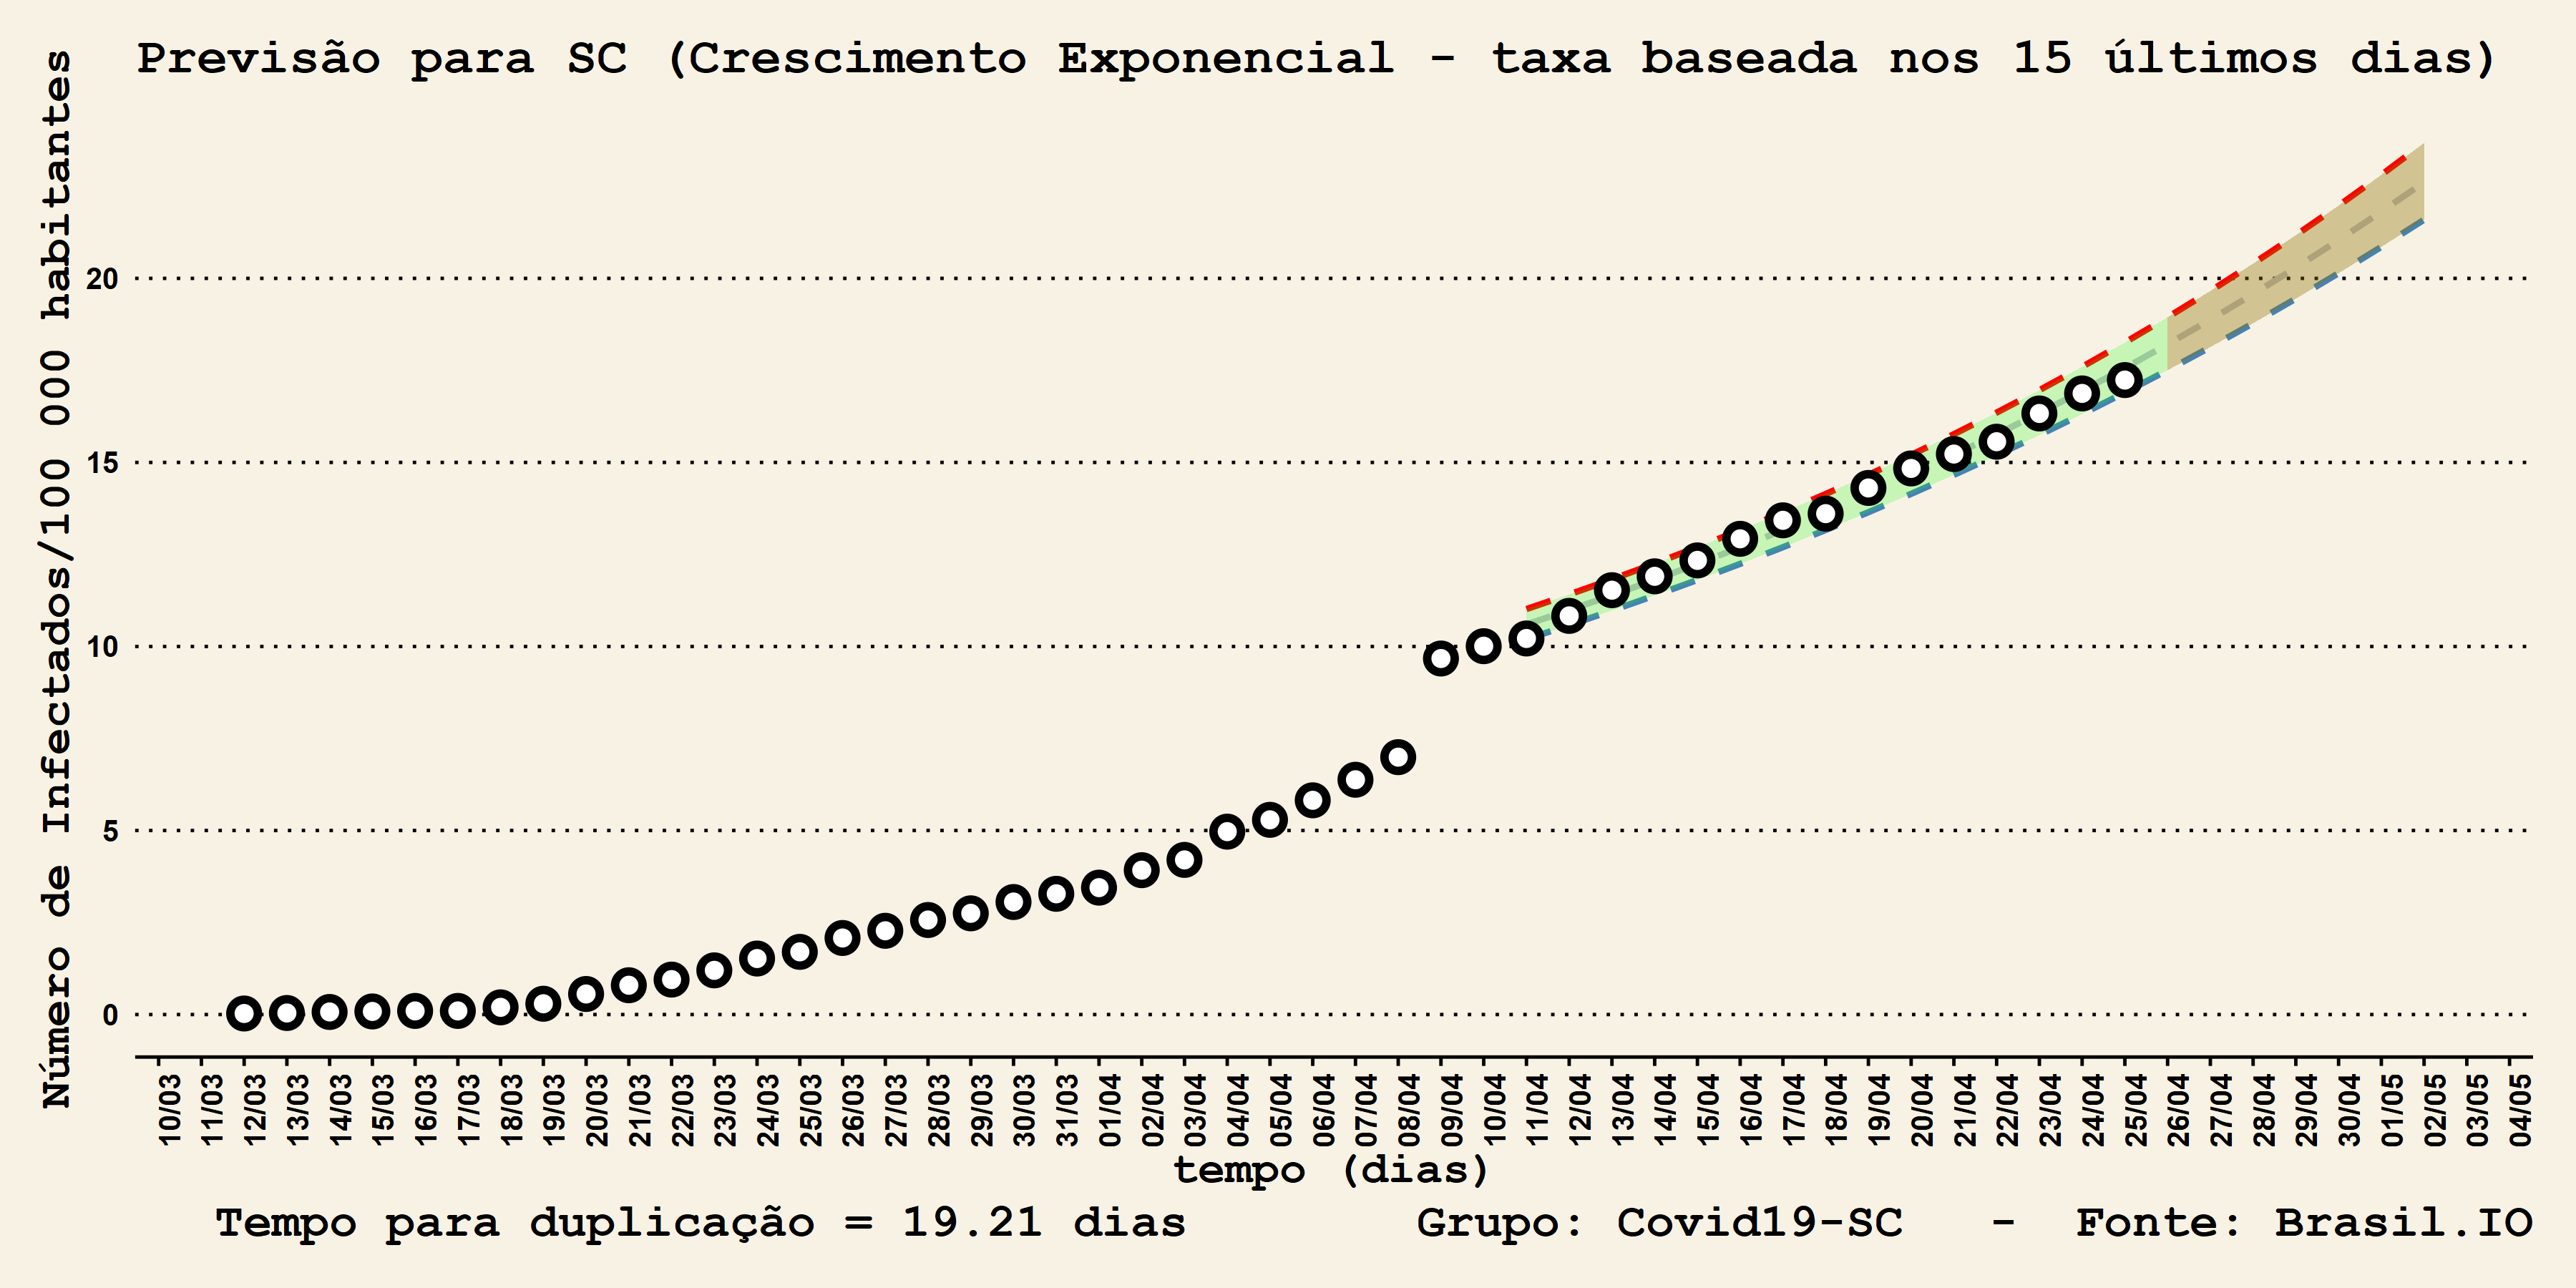 Previsão para SC (Crescimento Exponencial - taxa baseada nos 15 últimos dias)
Número de Infectados/100 000 habitantes
20
15
10
5
0
10/03 11/03 12/03 13/03 14/03 15/03 16/03 17/03 18/03 19/03 20/03 21/03 22/03 23/03 24/03 25/03 26/03 27/03 28/03 29/03 30/03 31/03 01/04 02/04 03/04 04/04 05/04 06/04 07/04 08/04 09/04 10/04 11/04 12/04 13/04 14/04 15/04 16/04 17/04 18/04 19/04 20/04 21/04 22/04 23/04 24/04 25/04 26/04 27/04 28/04 29/04 30/04 01/05 02/05 03/05 04/05
tempo (dias)
Tempo para duplicação = 19.21 dias Grupo: Covid19-SC - Fonte: Brasil.IO